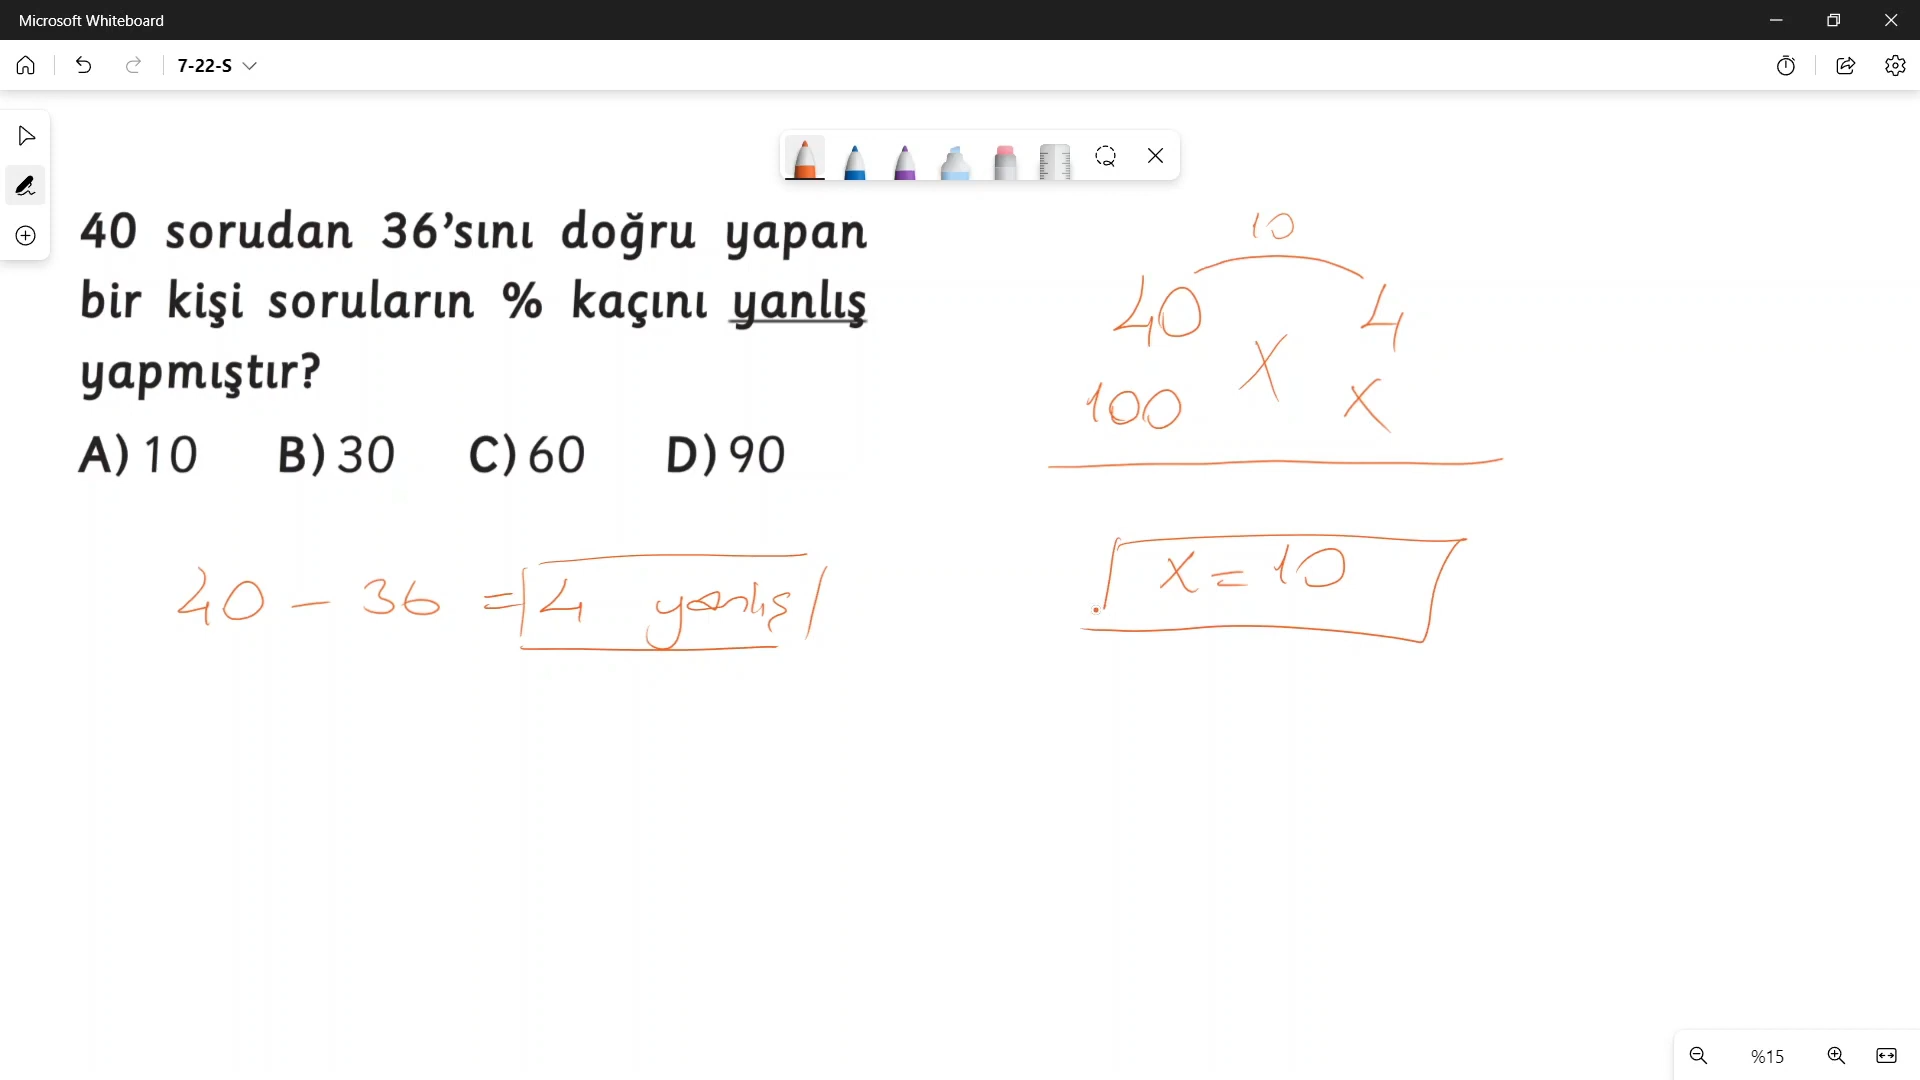 Microsoft Whiteboard
7-22-S
40 sorudan 36'sını doğru yapan
bir kişi soruların % kaçını yanlış
yapmıştır?
A) 10 B) 30 C) 60 D) 90
40 - 36 = 4 yanlış
10
40 4
X
100 X
x = 10
%15